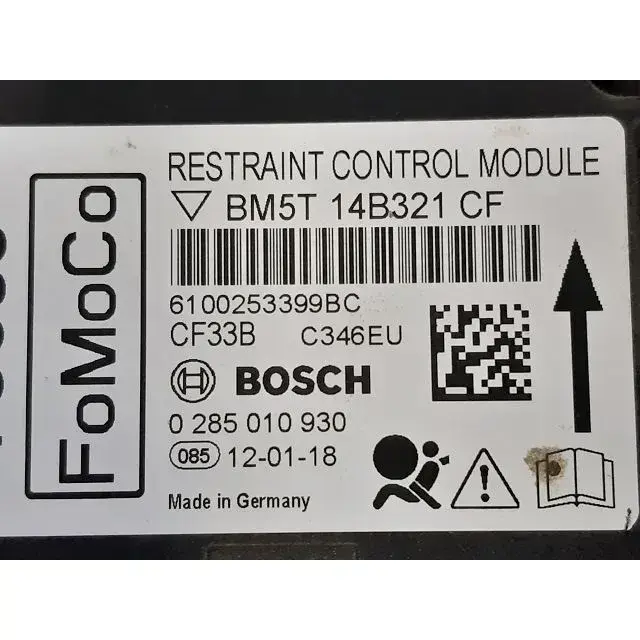 RESTRAINT CONTROL MODULE
BM5T 14B321 CF
6100253399BC
CF33B C346EU
BOSCH
0 285 010 930
085 12-01-18
Made in Germany
FoMoCo